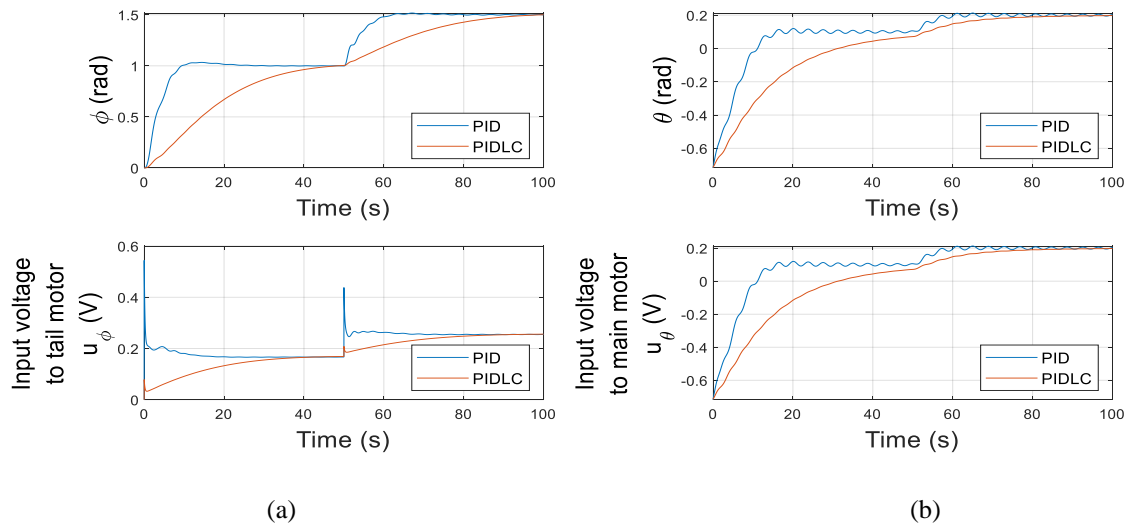 1.5
1
0.5
0
ϕ (rad)
PID
PIDLC
0 20 40 60 80 100
Time (s)
0.2
0
-0.2
-0.4
-0.6
θ (rad)
PID
PIDLC
0 20 40 60 80 100
Time (s)
0.6
0.4
0.2
0
Input voltage
to tail motor
u ϕ (V)
PID
PIDLC
0 20 40 60 80 100
Time (s)
0.2
0
-0.2
-0.4
-0.6
Input voltage
to main motor
u θ (V)
PID
PIDLC
0 20 40 60 80 100
Time (s)
(a) (b)